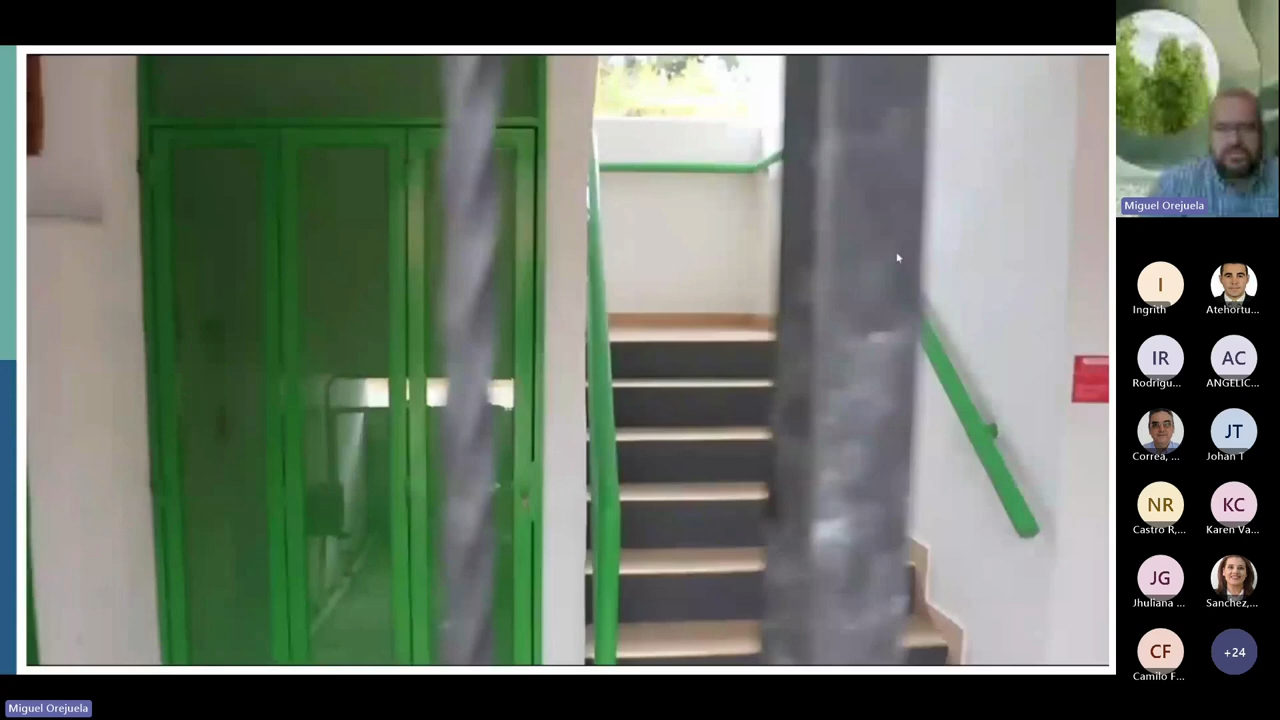 Miguel Orejuela
I
Ingrith
Atehortu...
IR
Rodrigu...
AC
ANGELIC...
Correa, ...
JT
Johan T
NR
Castro R,...
KC
Karen Va...
JG
Jhuliana ...
Sanchez,...
CF
Camilo F...
+24
Miguel Orejuela